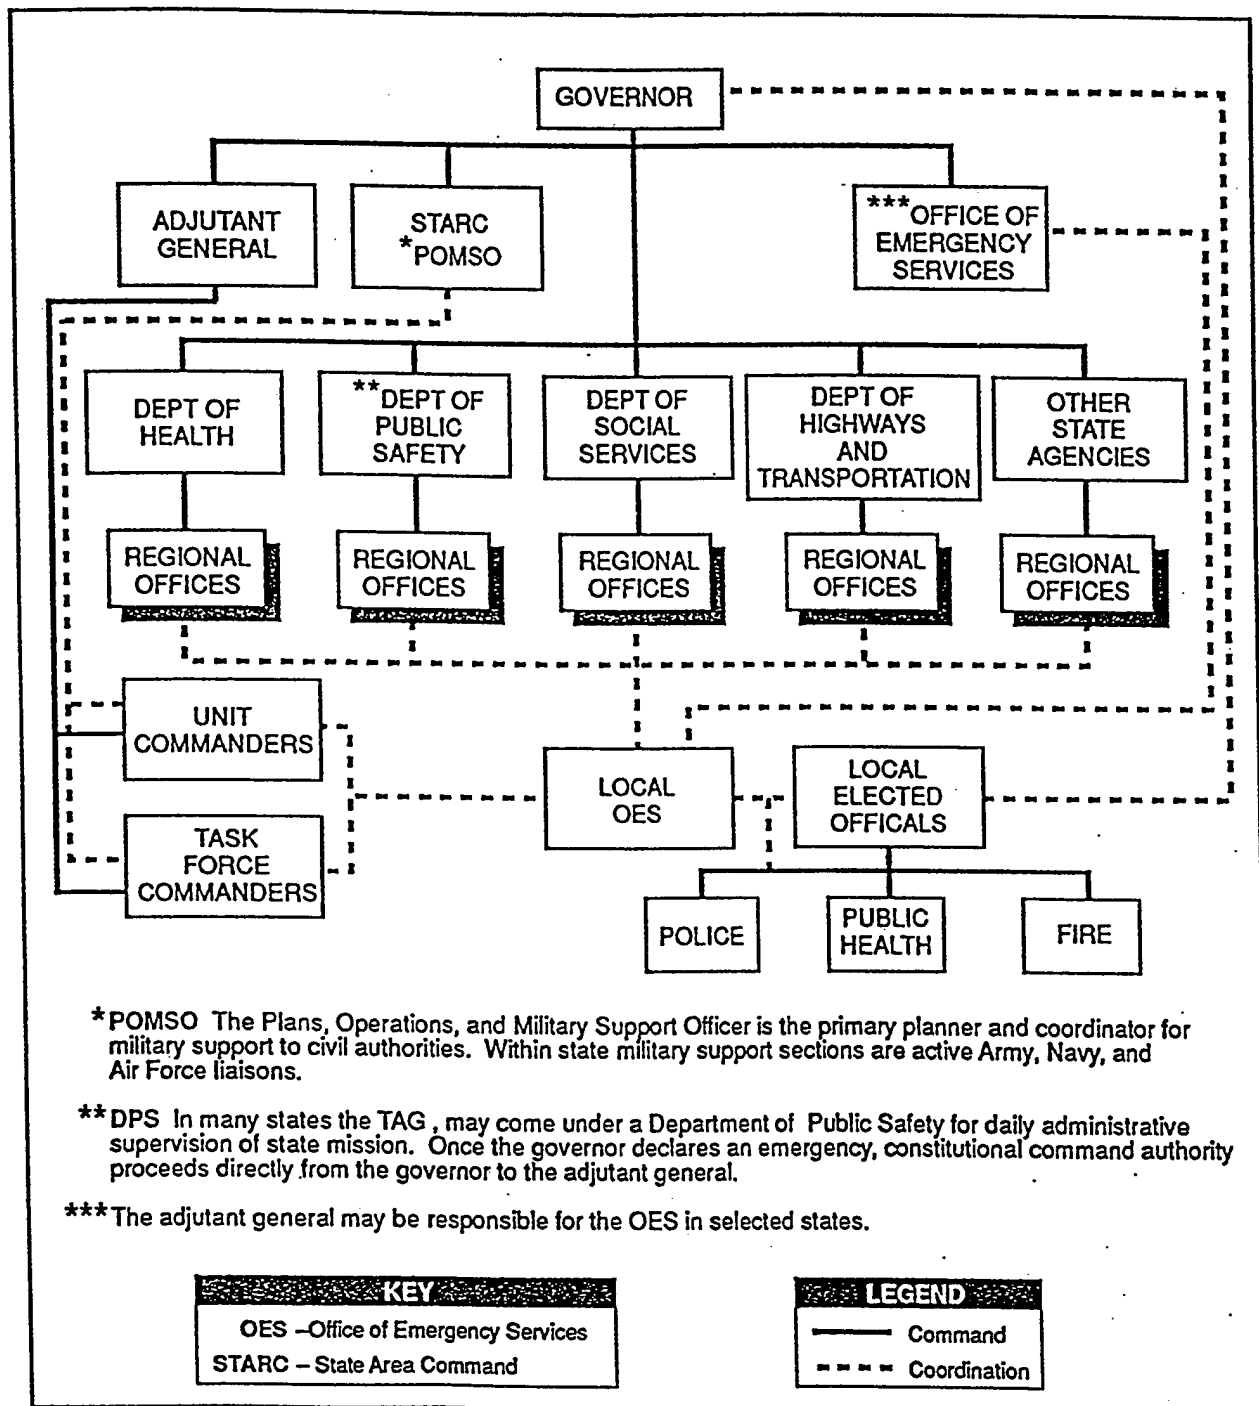 GOVERNOR
ADJUTANT
GENERAL
STARC
*POMSO
***OFFICE OF
EMERGENCY
SERVICES
DEPT OF
HEALTH
**DEPT OF
PUBLIC
SAFETY
DEPT OF
SOCIAL
SERVICES
DEPT OF
HIGHWAYS
AND
TRANSPORTATION
OTHER
STATE
AGENCIES
REGIONAL
OFFICES
REGIONAL
OFFICES
REGIONAL
OFFICES
REGIONAL
OFFICES
REGIONAL
OFFICES
UNIT
COMMANDERS
LOCAL
OES
LOCAL
ELECTED
OFFICALS
TASK
FORCE
COMMANDERS
POLICE
PUBLIC
HEALTH
FIRE
*POMSO The Plans, Operations, and Military Support Officer is the primary planner and coordinator for
military support to civil authorities. Within state military support sections are active Army, Navy, and
Air Force liaisons.
**DPS In many states the TAG , may come under a Department of Public Safety for daily administrative
supervision of state mission. Once the governor declares an emergency, constitutional command authority
proceeds directly from the governor to the adjutant general.
***The adjutant general may be responsible for the OES in selected states.
KEY
OES –Office of Emergency Services
STARC – State Area Command
LEGEND
Command
Coordination